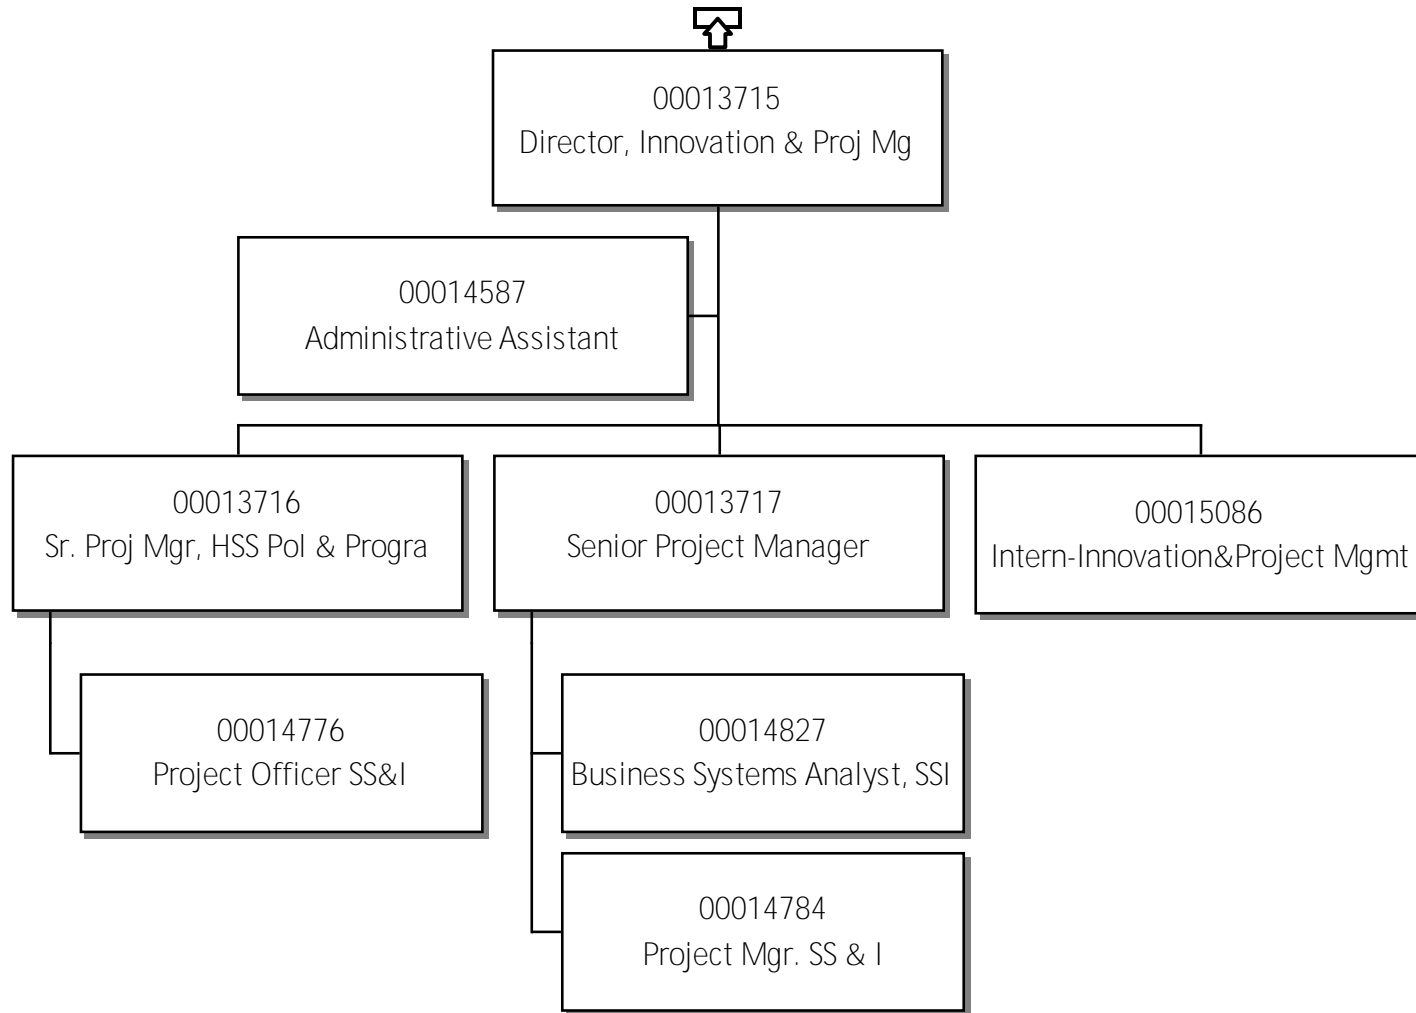 00013715
Director, Innovation & Proj Mg
00014587
Administrative Assistant
00013716
Sr. Proj Mgr, HSS Pol & Progra
00013717
Senior Project Manager
00015086
Intern-Innovation&Project Mgmt
00014776
Project Officer SS&I
00014827
Business Systems Analyst, SSI
00014784
Project Mgr. SS & I